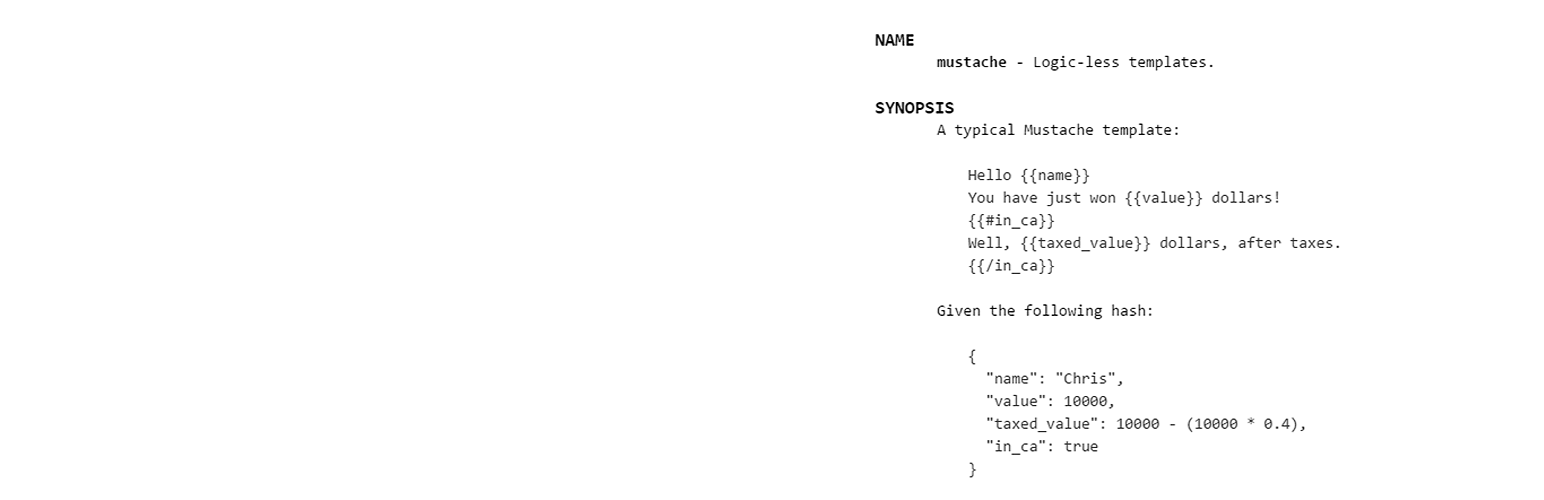 NAME
mustache - Logic-less templates.
SYNOPSIS
A typical Mustache template:
Hello {{name}}
You have just won {{value}} dollars!
{{#in_ca}}
Well, {{taxed_value}} dollars, after taxes.
{{/in_ca}}
Given the following hash:
{
"name": "Chris",
"value": 10000,
"taxed_value": 10000 - (10000 * 0.4),
"in_ca": true
}